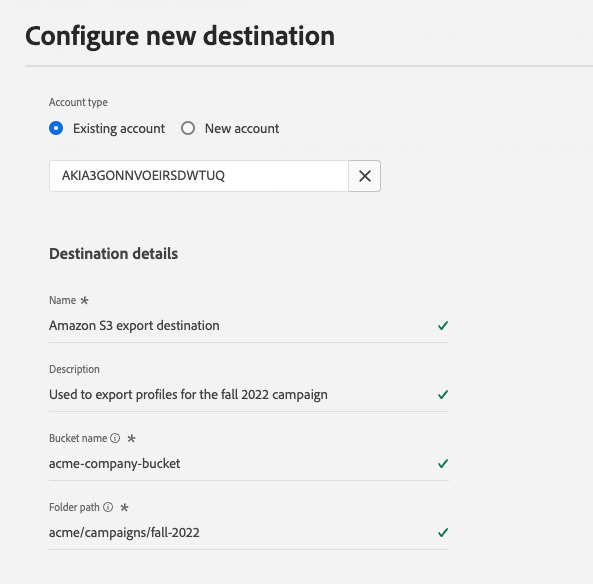 Configure new destination
Account type
Existing account New account
AKIA3GONNVOEIRSDWTUQ
Destination details
Name *
Amazon S3 export destination
Description
Used to export profiles for the fall 2022 campaign
Bucket name ⓘ *
acme-company-bucket
Folder path ⓘ *
acme/campaigns/fall-2022